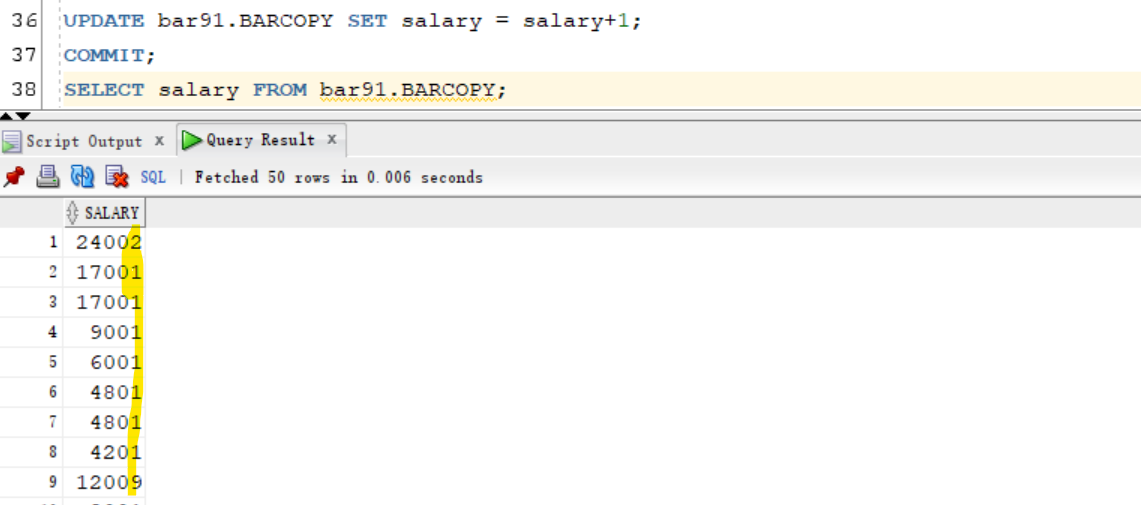 36 UPDATE bar91.BARCOPY SET salary = salary+1;
37 COMMIT;
38 SELECT salary FROM bar91.BARCOPY;
Script Output x Query Result x
SQL | Fetched 50 rows in 0.006 seconds
SALARY
1 24002
2 17001
3 17001
4 9001
5 6001
6 4801
7 4801
8 4201
9 12009